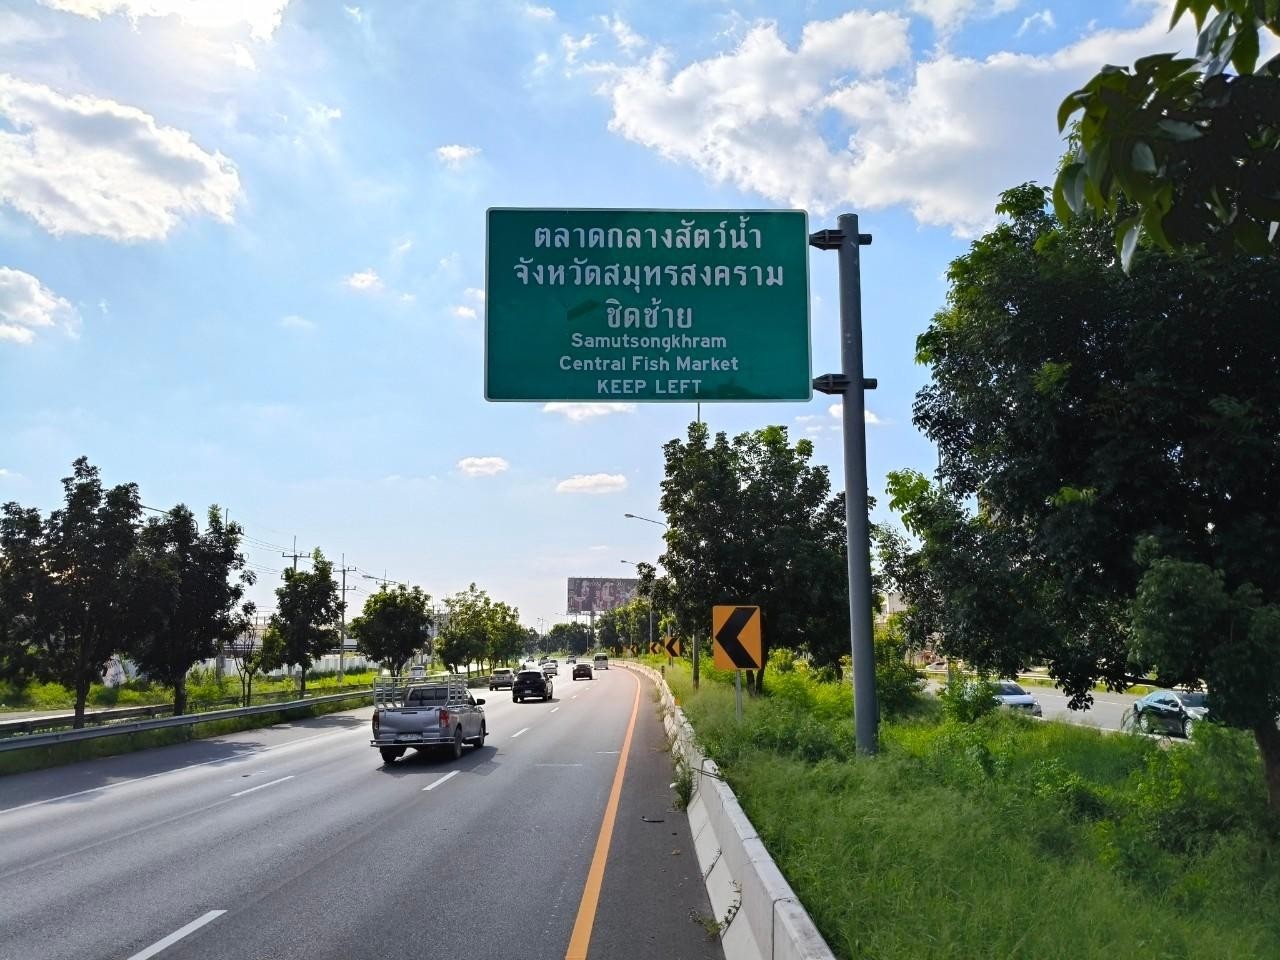 ตลาดกลางสัตว์น้ำ
จังหวัดสมุทรสงคราม
ชิดซ้าย
Samutsongkhram
Central Fish Market
KEEP LEFT